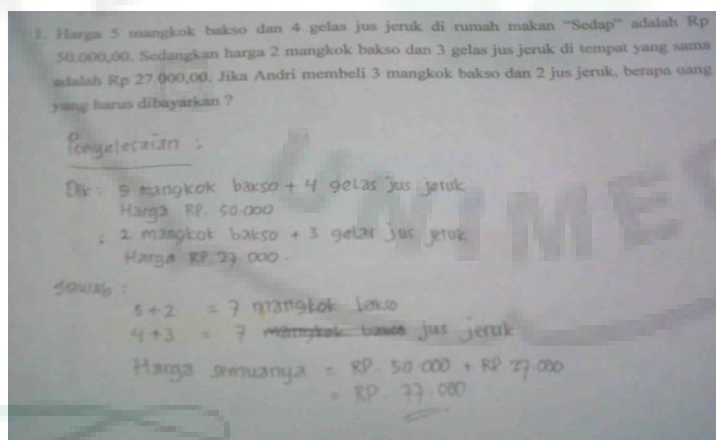 1. Harga 5 mangkok bakso dan 4 gelas jus jeruk di rumah makan "Sedap" adalah Rp
50.000,00. Sedangkan harga 2 mangkok bakso dan 3 gelas jus jeruk di tempat yang sama
adalah Rp 27.000,00. Jika Andri membeli 3 mangkok bakso dan 2 jus jeruk, berapa uang
yang harus dibayarkan ?
Penyelesaian :
Dik : 5 mangkok bakso + 4 gelas jus jeruk
Harga RP. 50.000
: 2 mangkok bakso + 3 gelas jus jeruk
Harga RP. 27.000.
Jawab :
5+2 = 7 mangkok bakso
4+3 = 7 mangkok bakso jus jeruk
Harga semuanya = RP. 50.000 + RP 27.000
= RP. 77.000
UNIMED